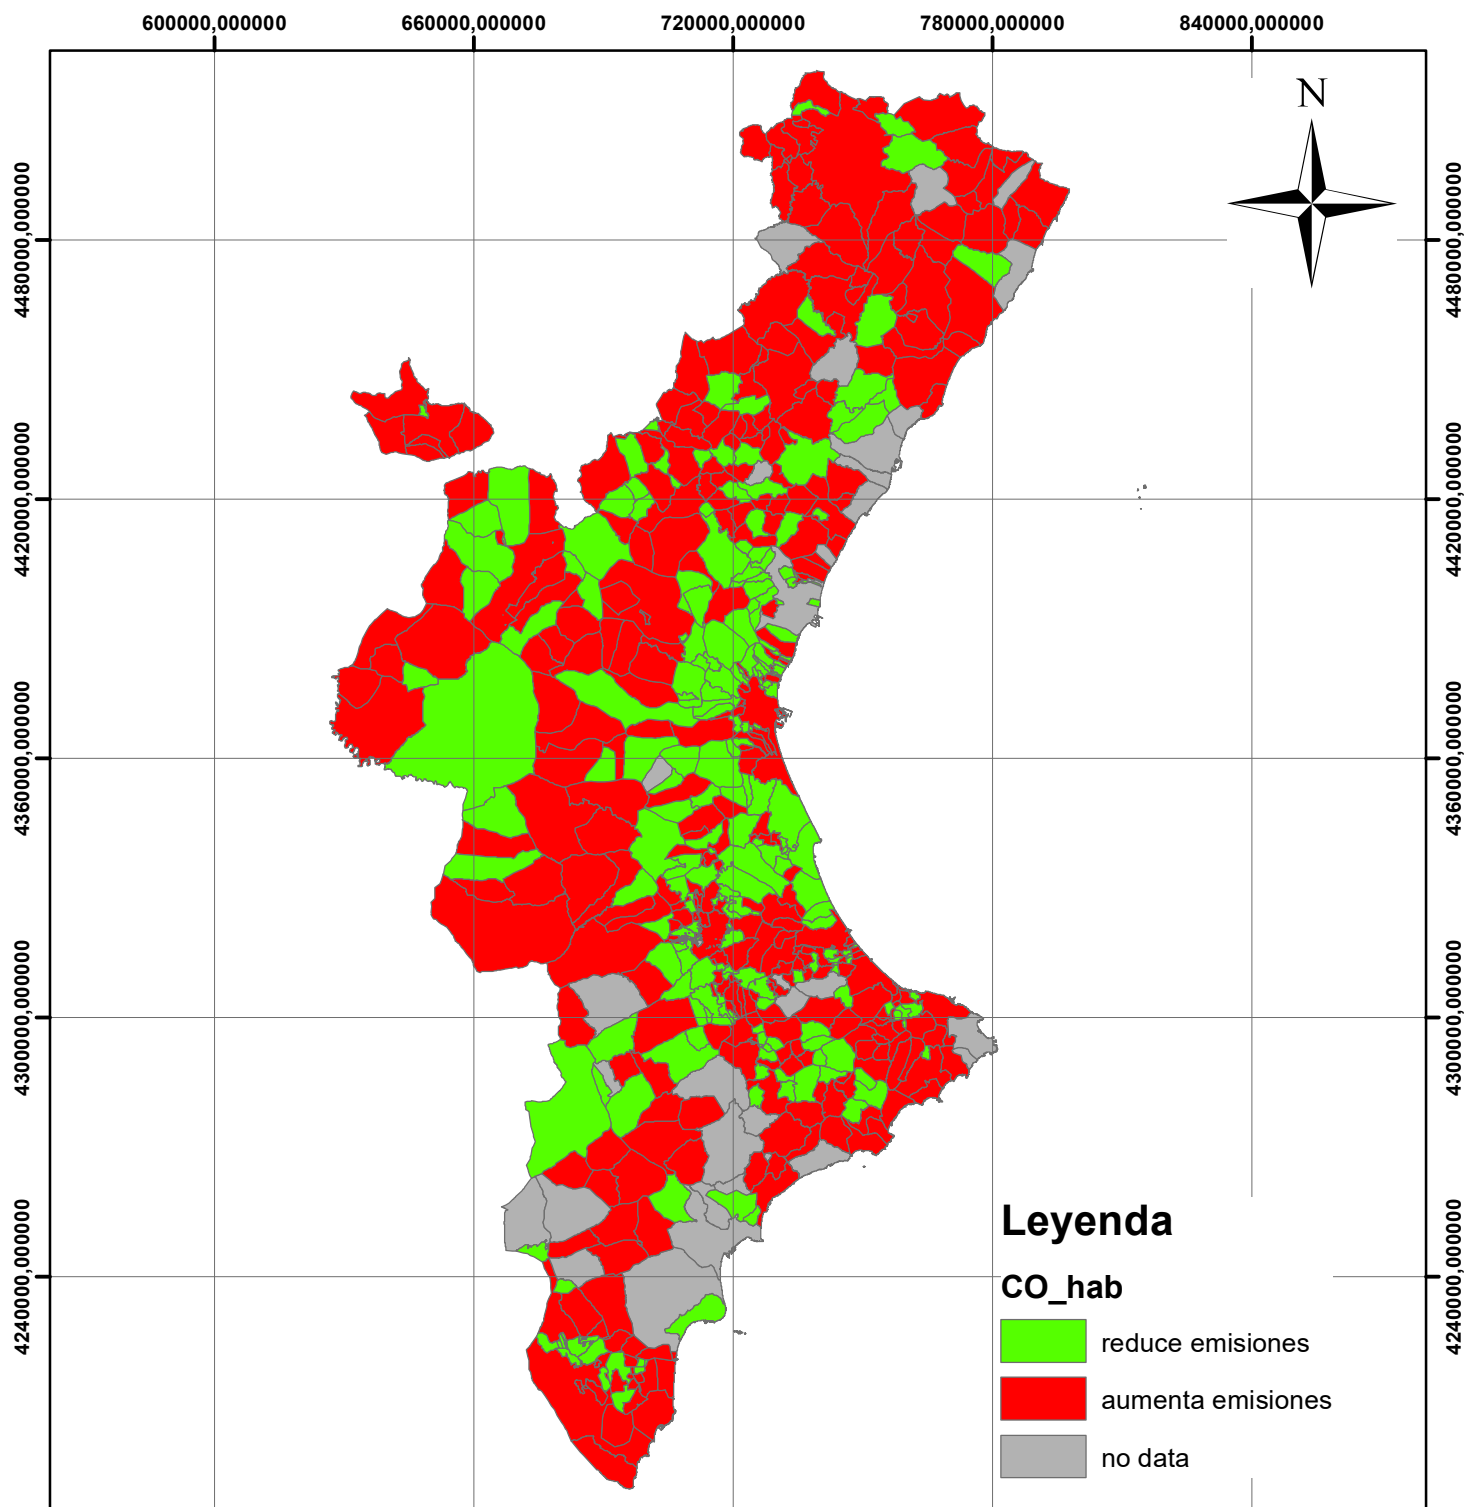 600000,000000 660000,000000 720000,000000 780000,000000 840000,000000
N
4480000,000000 4480000,000000
4420000,000000 4420000,000000
4360000,000000 4360000,000000
4300000,000000 4300000,000000
4240000,000000 4240000,000000
Leyenda
CO_hab
reduce emisiones
aumenta emisiones
no data